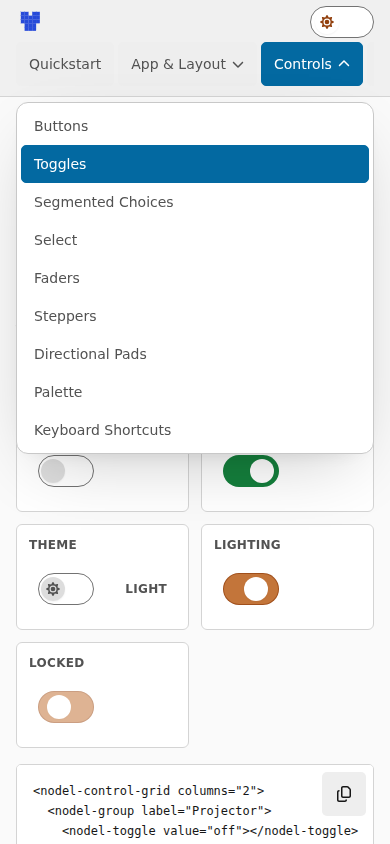 Quickstart App & Layout Controls
Buttons
Toggles
Segmented Choices
Select
Faders
Steppers
Directional Pads
Palette
Keyboard Shortcuts
THEME
LIGHT
LIGHTING
LOCKED
<nodel-control-grid columns="2">
<nodel-group label="Projector">
<nodel-toggle value="off"></nodel-toggle>